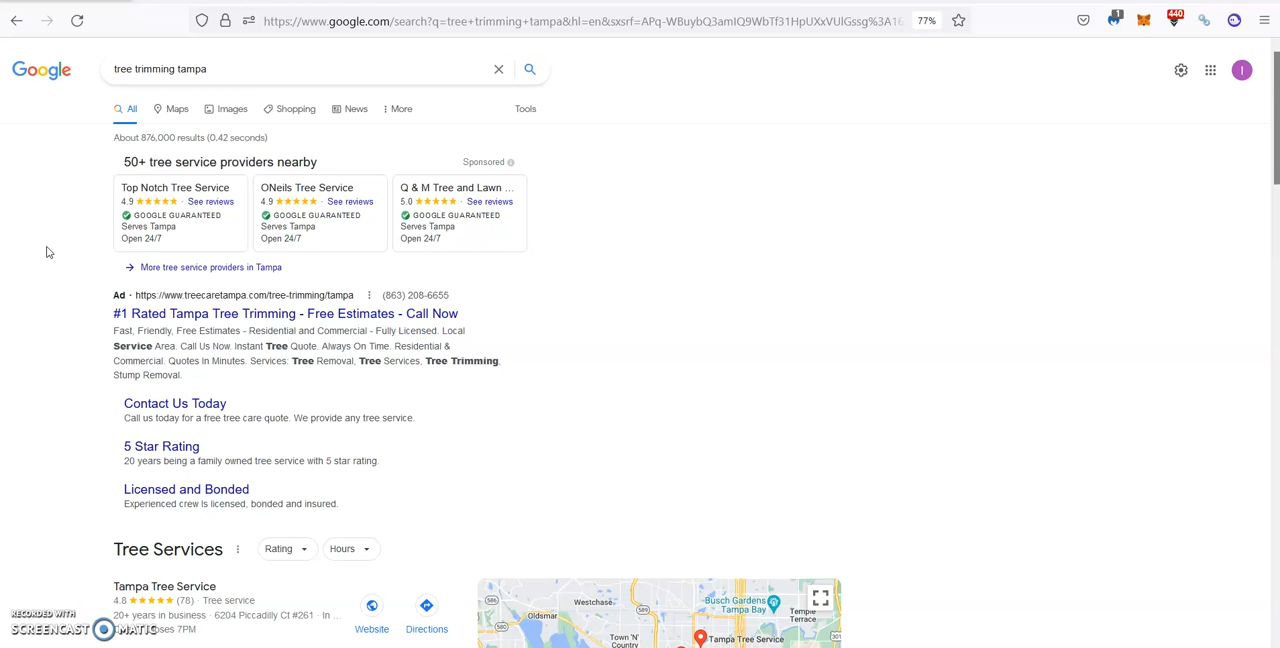 https://www.google.com/search?q=tree+trimming+tampa&hl=en&sxsrf=APq-WBuybQ3amIQ9WbTf31HpUXxVUlGssg%3A16
77%
1
440
Google
tree trimming tampa
I
All
Maps
Images
Shopping
News
More
Tools
About 876,000 results (0.42 seconds)
50+ tree service providers nearby
Sponsored
Top Notch Tree Service
4.9 · See reviews
GOOGLE GUARANTEED
Serves Tampa
Open 24/7
ONeils Tree Service
4.9 · See reviews
GOOGLE GUARANTEED
Serves Tampa
Open 24/7
Q & M Tree and Lawn ...
5.0 · See reviews
GOOGLE GUARANTEED
Serves Tampa
Open 24/7
More tree service providers in Tampa
Ad · https://www.treecaretampa.com/tree-trimming/tampa (863) 208-6655
#1 Rated Tampa Tree Trimming - Free Estimates - Call Now
Fast, Friendly, Free Estimates - Residential and Commercial - Fully Licensed. Local
Service Area. Call Us Now. Instant Tree Quote. Always On Time. Residential &
Commercial. Quotes In Minutes. Services: Tree Removal, Tree Services, Tree Trimming,
Stump Removal.
Contact Us Today
Call us today for a free tree care quote. We provide any tree service.
5 Star Rating
20 years being a family owned tree service with 5 star rating.
Licensed and Bonded
Experienced crew Is licensed, bonded and insured.
Tree Services
Rating
Hours
Tampa Tree Service
4.8 (78) · Tree service
20+ years in business · 6204 Piccadilly Ct #261 · In ...
oses 7PM
Website
Directions
RECORDED WITH
SCREENCAST MATIC
586
Westchase
Oldsmar
580
589
Town 'N'
Country
Busch Gardens
Tampa Bay
Temple
Terrace
301
Tampa Tree Service